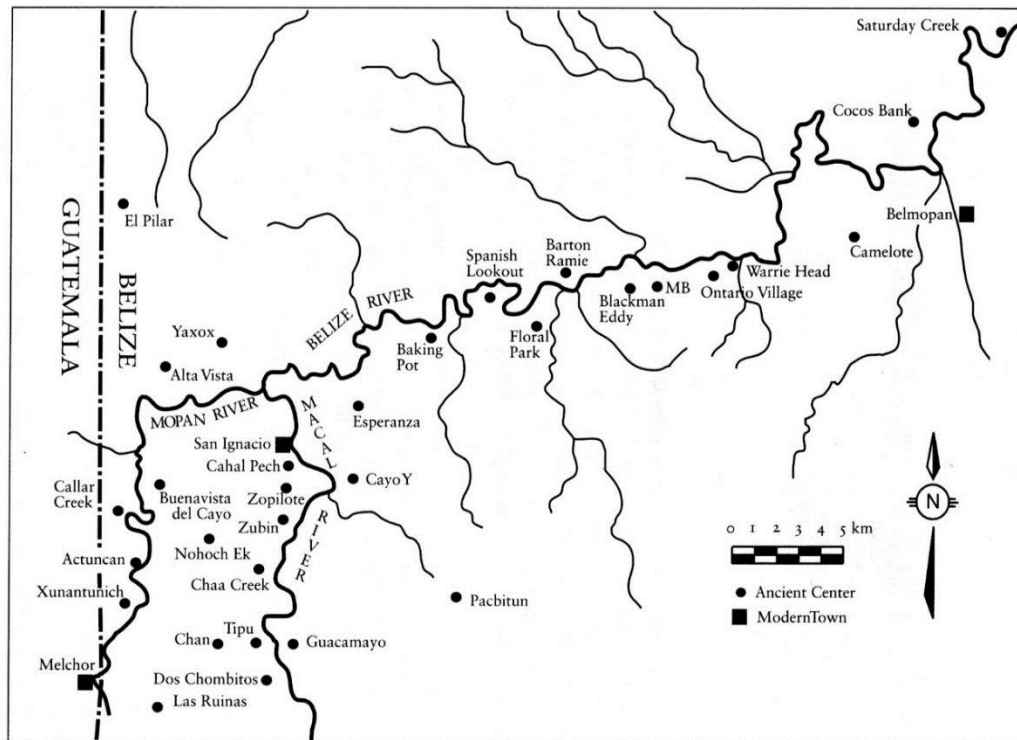 Saturday Creek
Cocos Bank
GUATEMALA
BELIZE
El Pilar
Belmopan
Camelote
Barton
Ramie
Spanish
Lookout
Warrie Head
MB
Ontario Village
Blackman
Eddy
BELIZE RIVER
Floral
Park
Baking
Pot
Yaxox
Alta Vista
MOPAN RIVER
MACAL RIVER
Esperanza
San Ignacio
Cahal Pech
Cayo Y
Callar
Creek
Buenavista
del Cayo
Zopilote
Zubin
Nohoch Ek
Actuncan
Chaa Creek
Xunantunich
Pacbitun
Chan
Tipu
Guacamayo
Melchor
Dos Chombitos
Las Ruinas
N
0 1 2 3 4 5 km
Ancient Center
ModernTown